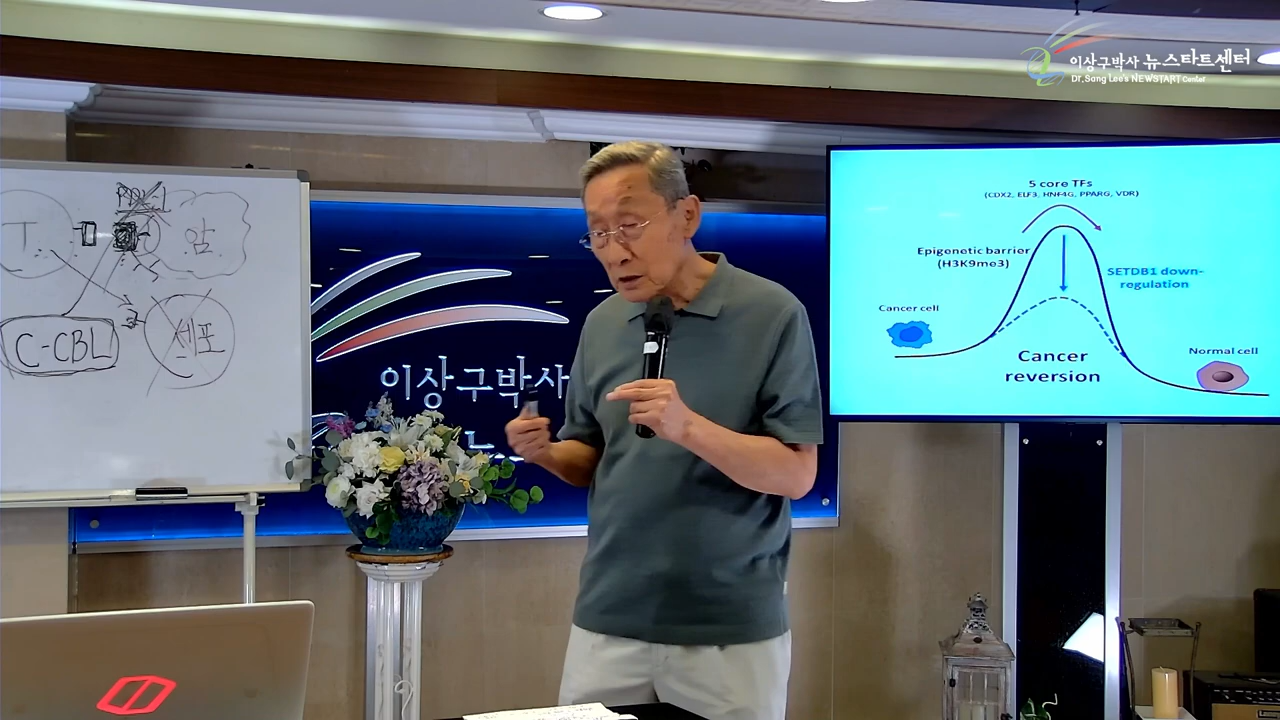 이상구박사 뉴스타트센터
Dr.Sang Lee's NEWSTART Center
T
암
C-CBL
세포
이상구박사
5 core TFs
(CDX2, ELF3, HNF4G, PPARG, VDR)
Epigenetic barrier
(H3K9me3)
SETDB1 down-
regulation
Cancer cell
Cancer
reversion
Normal cell